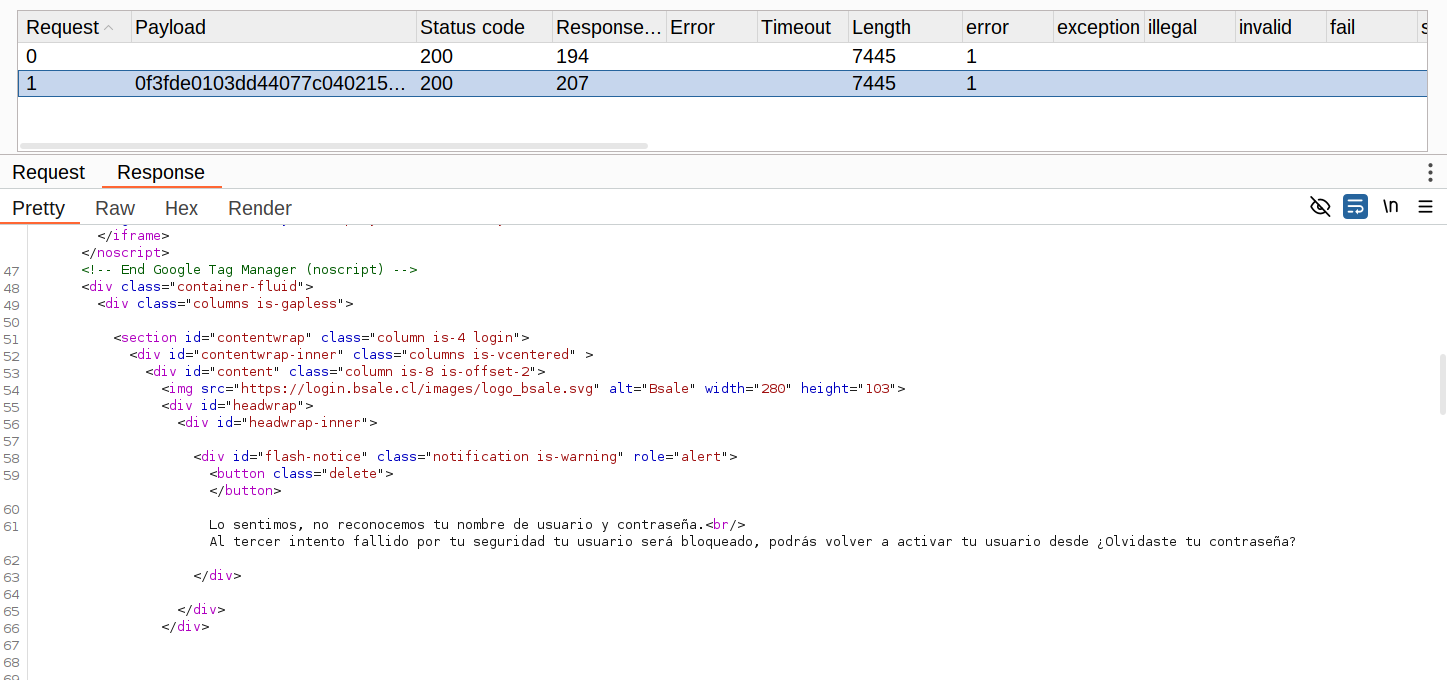 Request Payload Status code Response... Error Timeout Length error exception illegal invalid fail s
0 200 194 7445 1
1 0f3fde0103dd44077c040215... 200 207 7445 1
Request Response
Pretty Raw Hex Render \n
</iframe>
</noscript>
47 <!-- End Google Tag Manager (noscript) -->
48 <div class="container-fluid">
49 <div class="columns is-gapless">
50
51 <section id="contentwrap" class="column is-4 login">
52 <div id="contentwrap-inner" class="columns is-vcentered" >
53 <div id="content" class="column is-8 is-offset-2">
54 <img src="https://login.bsale.cl/images/logo_bsale.svg" alt="Bsale" width="280" height="103">
55 <div id="headwrap">
56 <div id="headwrap-inner">
57
58 <div id="flash-notice" class="notification is-warning" role="alert">
59 <button class="delete">
</button>
60
61 Lo sentimos, no reconocemos tu nombre de usuario y contraseña.<br/>
Al tercer intento fallido por tu seguridad tu usuario será bloqueado, podrás volver a activar tu usuario desde ¿Olvidaste tu contraseña?
62
63 </div>
64
65 </div>
66 </div>
67
68
69